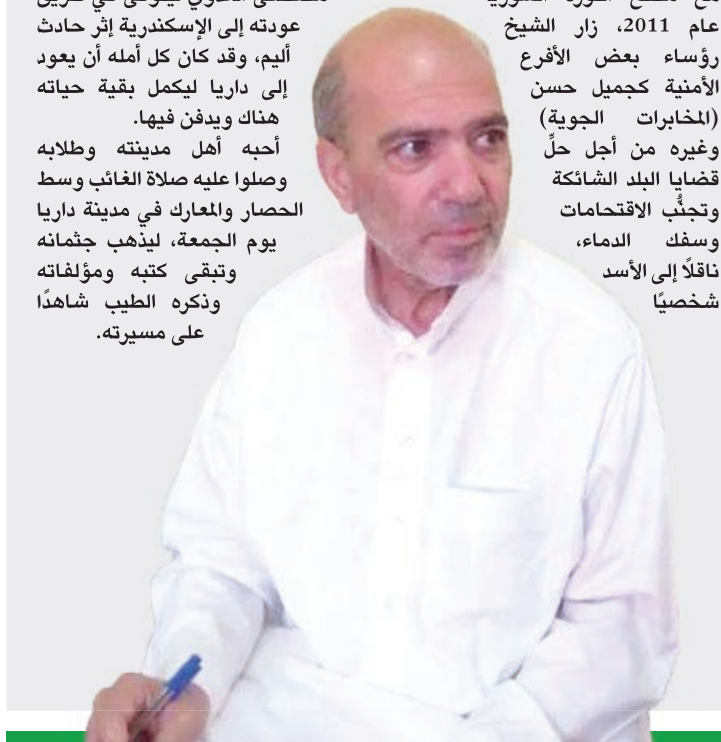 عام 2011، زار الشيخ
رؤساء بعض الأفرع
الأمنية كجميل حسن
(المخابرات الجوية)
وغيره من أجل حلِّ
قضايا البلد الشائكة
وتجنُّب الاقتحامات
وسفك الدماء،
ناقلًا إلى الأسد
شخصيًا
عودته إلى الإسكندرية إثر حادث
أليم، وقد كان كل أمله أن يعود
إلى داريا ليكمل بقية حياته
هناك ويدفن فيها.
أحبه أهل مدينته وطلابه
وصلوا عليه صلاة الغائب وسط
الحصار والمعارك في مدينة داريا
يوم الجمعة، ليذهب جثمانه
وتبقى كتبه ومؤلفاته
وذكره الطيب شاهدًا
على مسيرته.